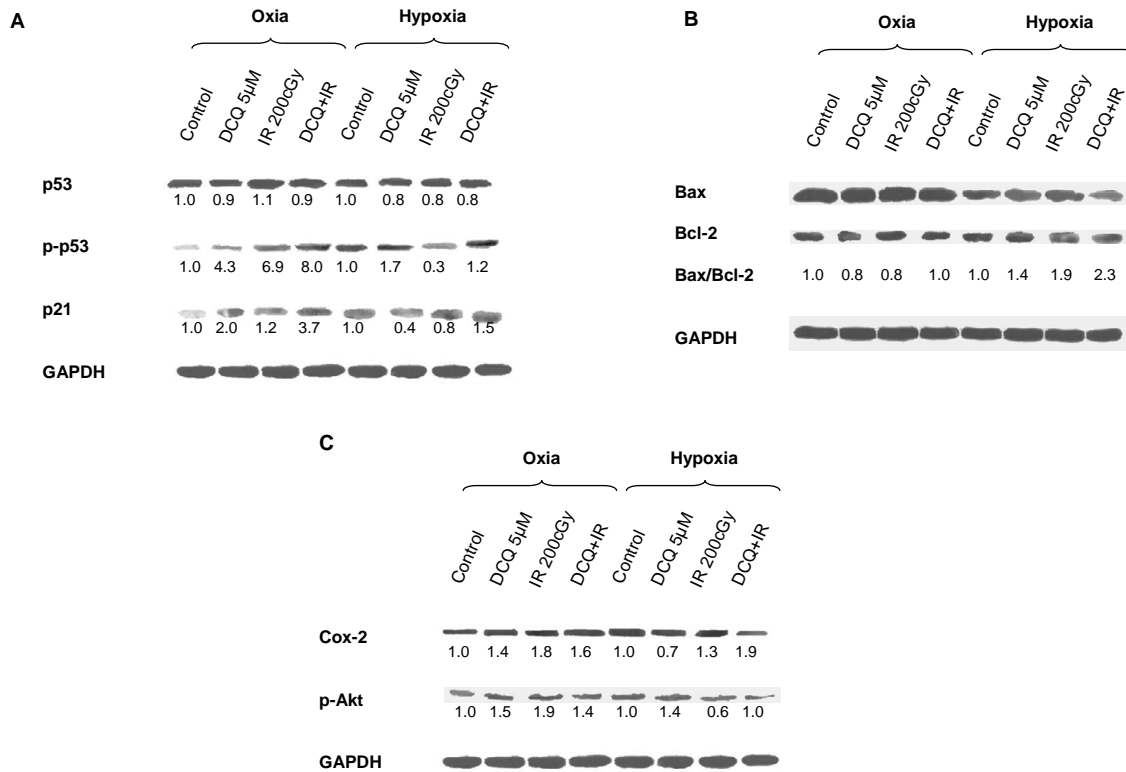 A
Oxia Hypoxia
Control DCQ 5µM IR 200cGy DCQ+IR Control DCQ 5µM IR 200cGy DCQ+IR
p53
1.0 0.9 1.1 0.9 1.0 0.8 0.8 0.8
p-p53
1.0 4.3 6.9 8.0 1.0 1.7 0.3 1.2
p21
1.0 2.0 1.2 3.7 1.0 0.4 0.8 1.5
GAPDH
B
Oxia Hypoxia
Control DCQ 5µM IR 200cGy DCQ+IR Control DCQ 5µM IR 200cGy DCQ+IR
Bax
Bcl-2
Bax/Bcl-2 1.0 0.8 0.8 1.0 1.0 1.4 1.9 2.3
GAPDH
C
Oxia Hypoxia
Control DCQ 5µM IR 200cGy DCQ+IR Control DCQ 5µM IR 200cGy DCQ+IR
Cox-2
1.0 1.4 1.8 1.6 1.0 0.7 1.3 1.9
p-Akt
1.0 1.5 1.9 1.4 1.0 1.4 0.6 1.0
GAPDH